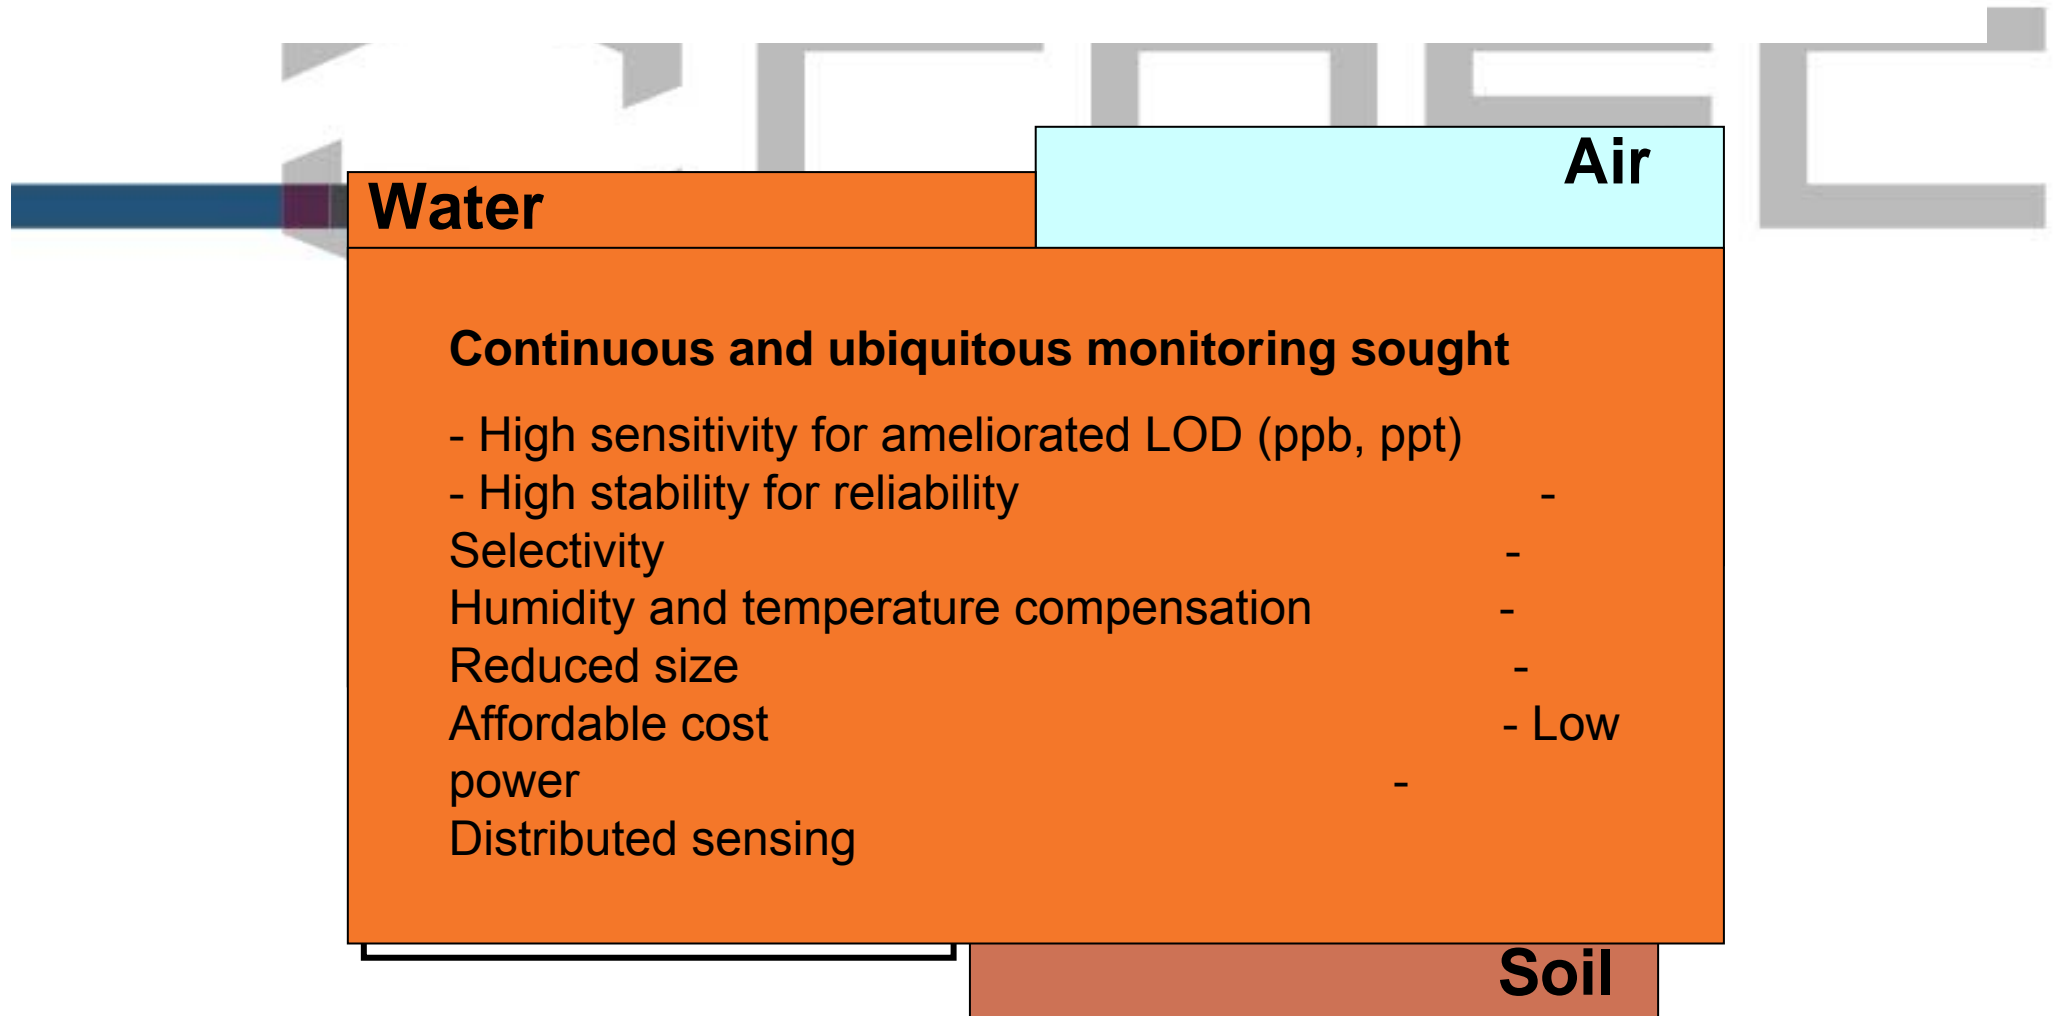 Air
Water
Continuous and ubiquitous monitoring sought
- High sensitivity for ameliorated LOD (ppb, ppt)
- High stability for reliability -
Selectivity -
Humidity and temperature compensation -
Reduced size -
Affordable cost - Low
power -
Distributed sensing
Soil